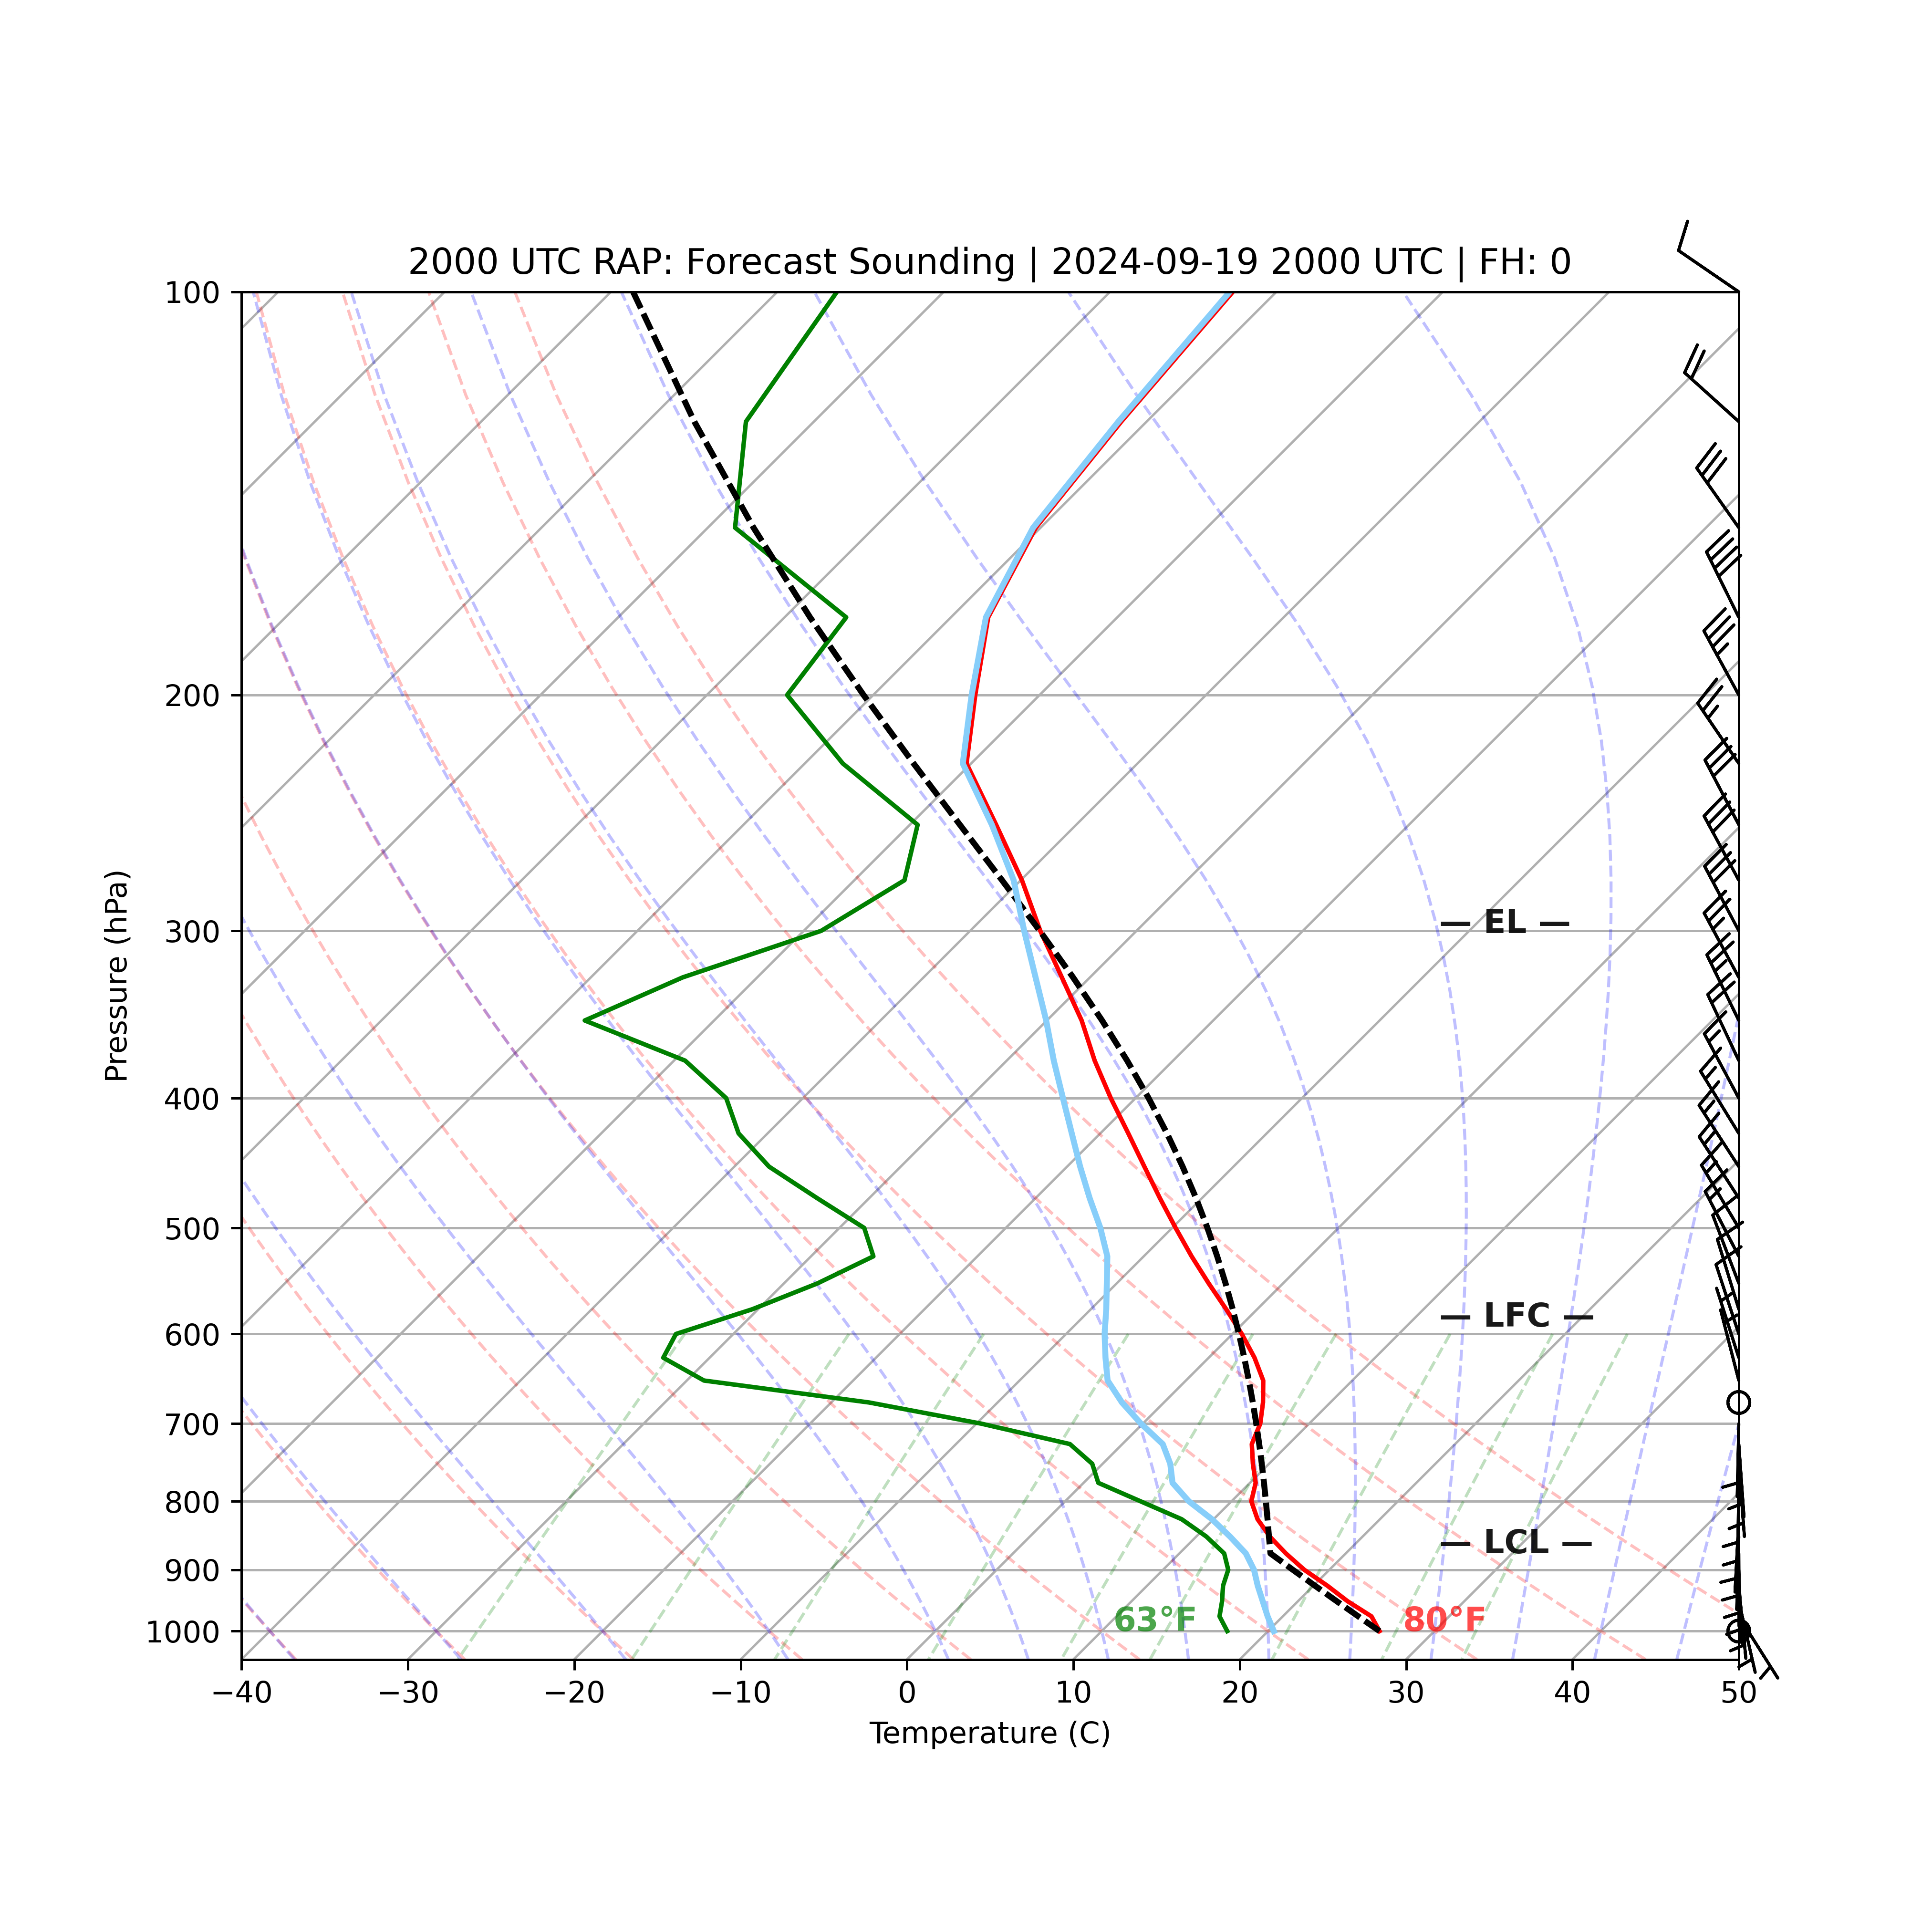 2000 UTC RAP: Forecast Sounding | 2024-09-19 2000 UTC | FH: 0
100
200
300
— EL —
400
500
600
— LFC —
700
800
— LCL —
900
63°F 80°F
1000
−40 −30 −20 −10 0 10 20 30 40 50
Temperature (C)
Pressure (hPa)